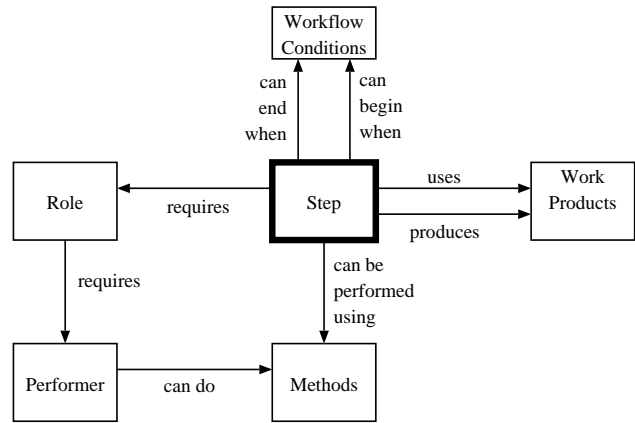 Workflow
Conditions
can
end
when
can
begin
when
Role
requires
Step
uses
produces
Work
Products
requires
can be
performed
using
Performer
can do
Methods